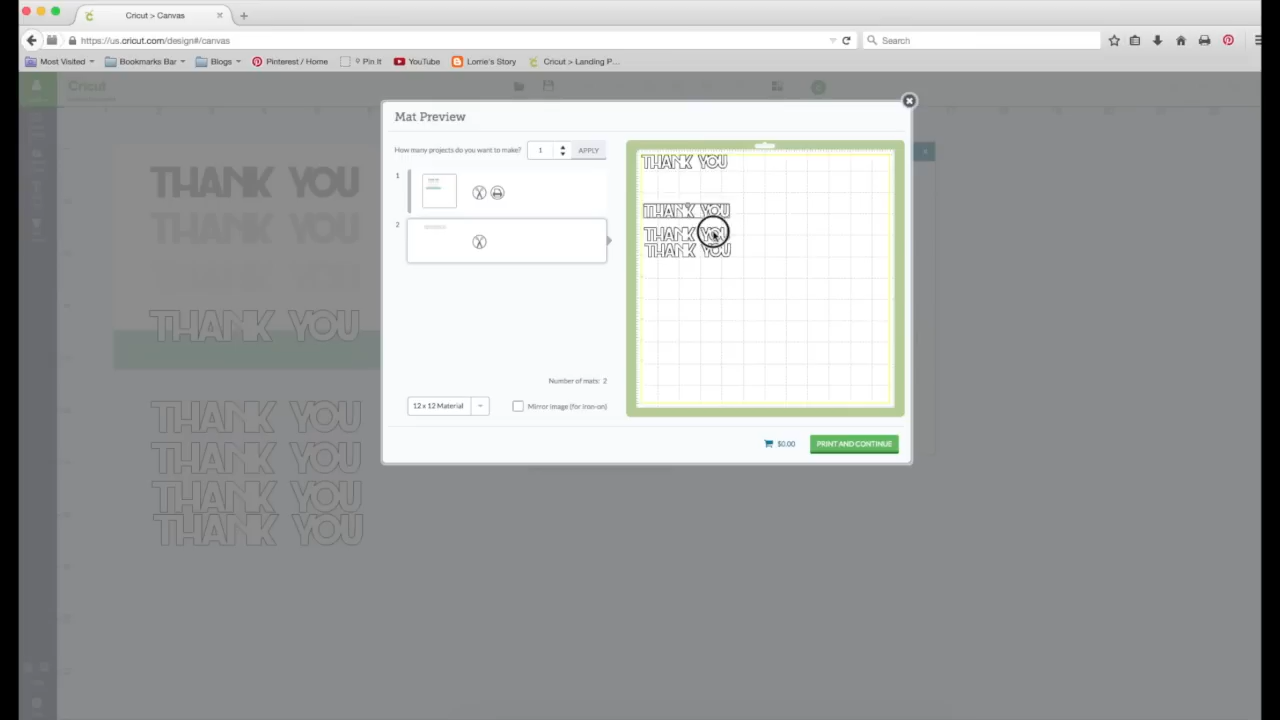 Cricut > Canvas
https://us.cricut.com/design#/canvas
Search
Most Visited
Bookmarks Bar
Blogs
Pinterest / Home
Pin It
YouTube
Lorrie's Story
Cricut > Landing P...
Cricut
Mat Preview
How many projects do you want to make?
1
APPLY
1
2
Number of mats: 2
12 x 12 Material
Mirror Image (for iron-on)
$0.00
PRINT AND CONTINUE
THANK YOU
THANK YOU
THANK YOU
THANK YOU
THANK YOU
THANK YOU
THANK YOU
THANK YOU
THANK YOU
THANK YOU
THANK YOU